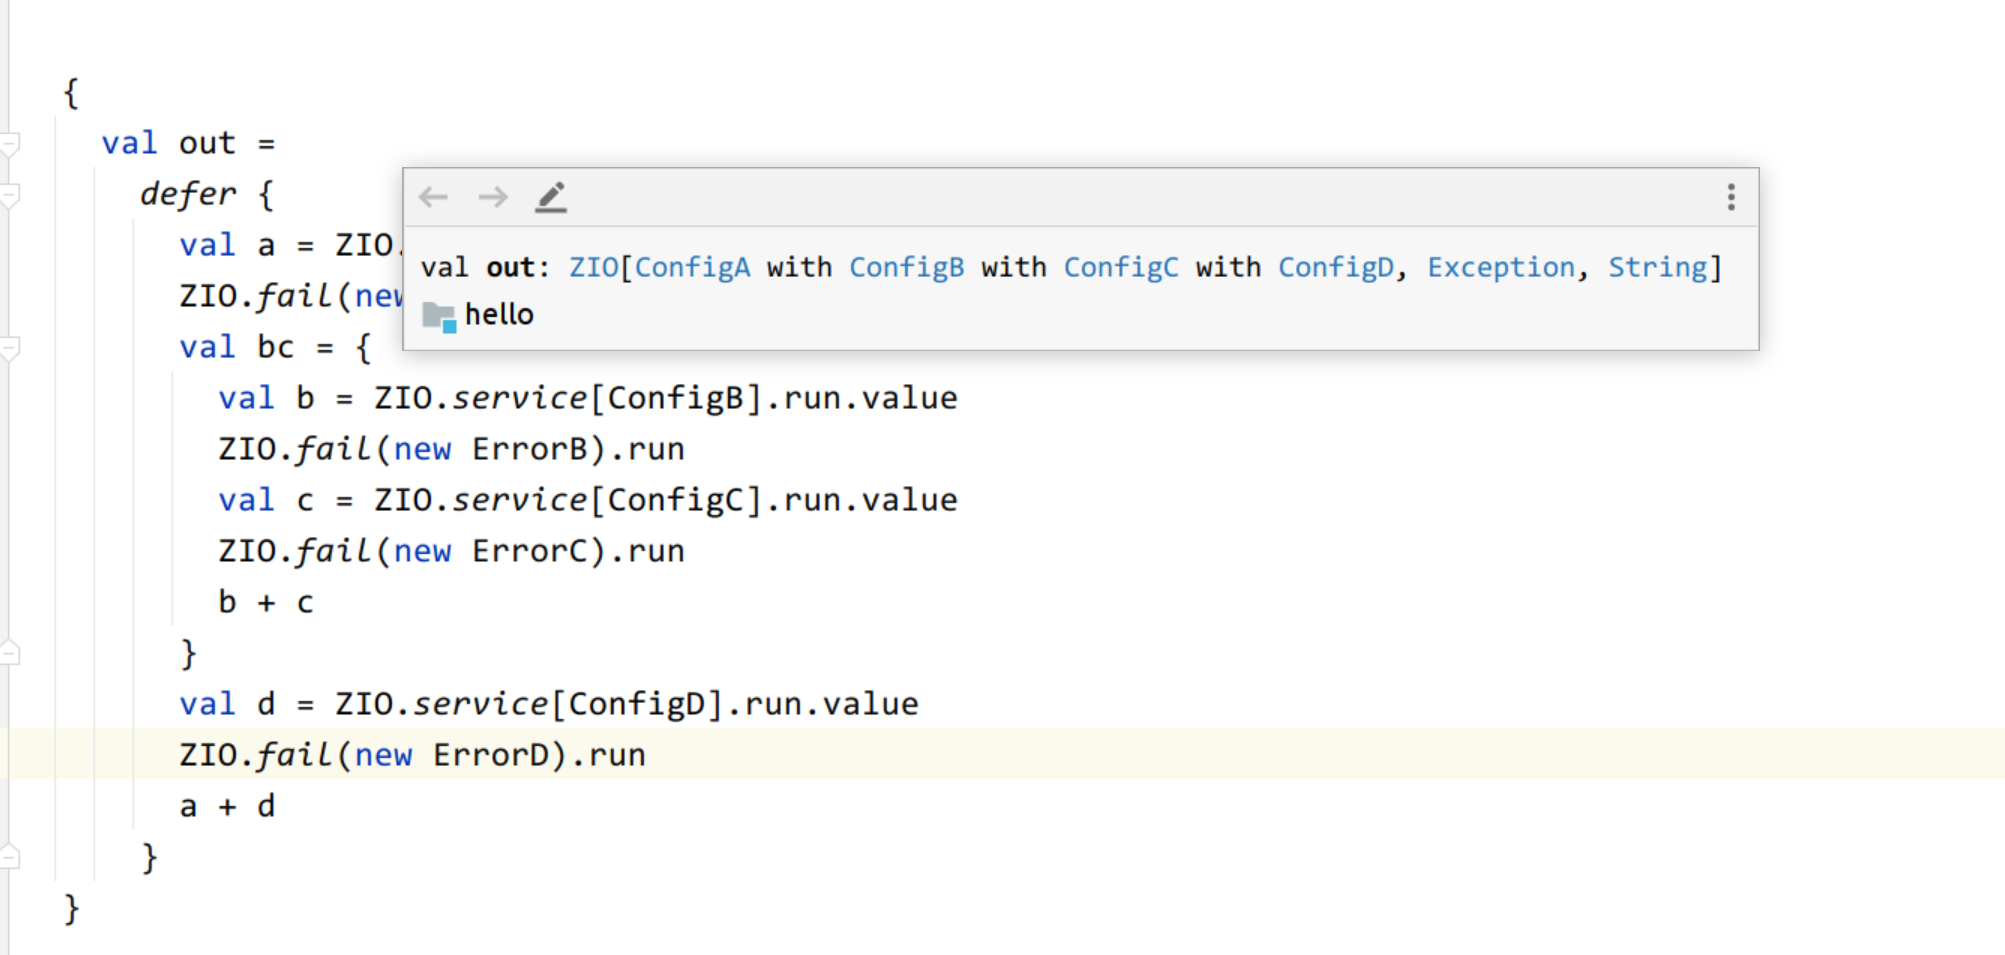 {
val out =
defer {
val a = ZIO.
ZIO.fail(new
val bc = {
val out: ZIO[ConfigA with ConfigB with ConfigC with ConfigD, Exception, String]
hello
val b = ZIO.service[ConfigB].run.value
ZIO.fail(new ErrorB).run
val c = ZIO.service[ConfigC].run.value
ZIO.fail(new ErrorC).run
b + c
}
val d = ZIO.service[ConfigD].run.value
ZIO.fail(new ErrorD).run
a + d
}
}